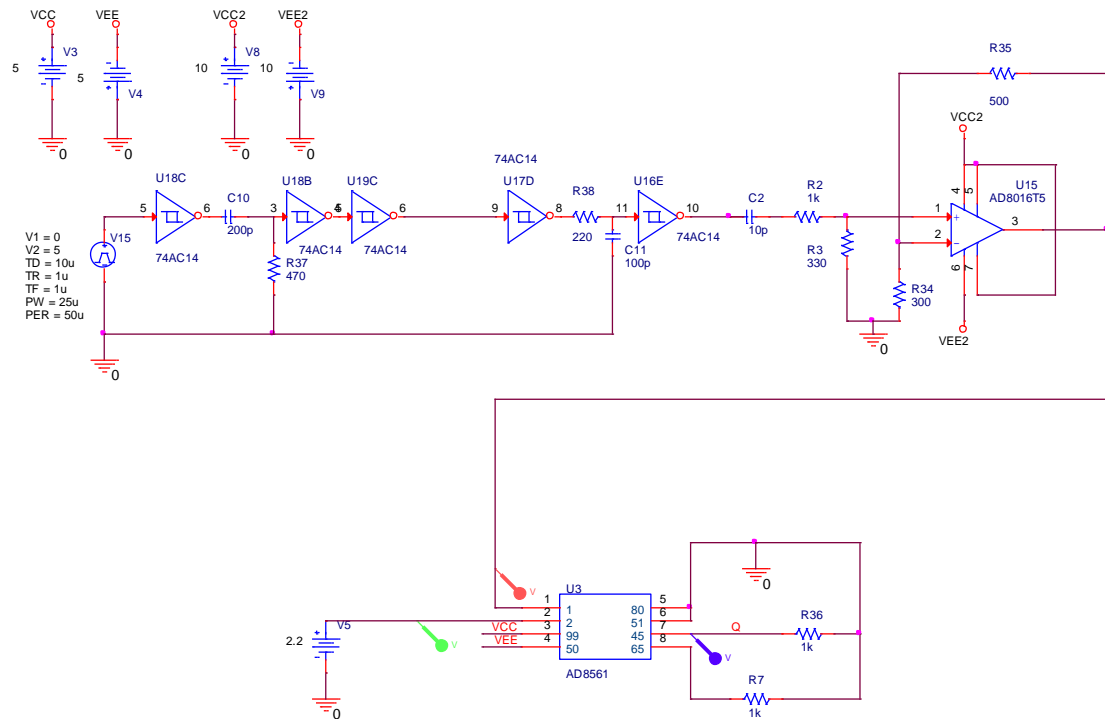 VCC
VEE
VCC2
VEE2
V3
5
V4
5
V8
10
V9
10
0
0
0
0
R35
500
VCC2
U15
AD8016T5
1
2
3
4
5
6
7
+
−
VEE2
U18C
5
6
74AC14
C10
200p
U18B
3
4
74AC14
U19C
5
6
74AC14
R37
470
74AC14
U17D
9
8
R38
220
U16E
11
10
74AC14
C11
100p
C2
10p
R2
1k
R3
330
R34
300
0
V15
V1 = 0
V2 = 5
TD = 10u
TR = 1u
TF = 1u
PW = 25u
PER = 50u
0
V
U3
1
2
3
4
1
2
99
50
80
51
45
65
5
6
7
8
AD8561
VCC
VEE
V5
2.2
0
V
V
Q
R36
1k
R7
1k
0